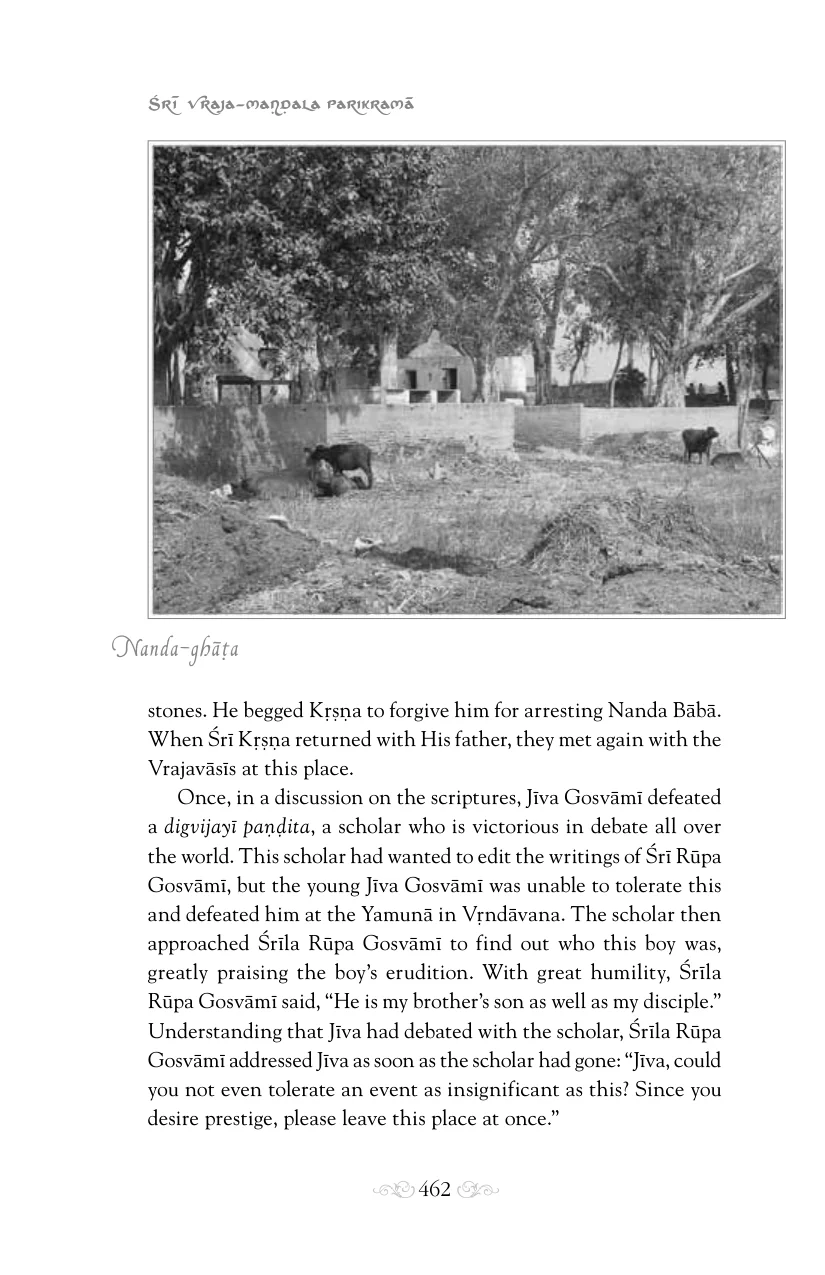 Śrī Vraja-maṇḍala Parikramā
Nanda-ghāṭa
stones. He begged Kṛṣṇa to forgive him for arresting Nanda Bābā.
When Śrī Kṛṣṇa returned with His father, they met again with the
Vrajavāsīs at this place.
Once, in a discussion on the scriptures, Jīva Gosvāmī defeated
a digvijayī paṇḍita, a scholar who is victorious in debate all over
the world. This scholar had wanted to edit the writings of Śrī Rūpa
Gosvāmī, but the young Jīva Gosvāmī was unable to tolerate this
and defeated him at the Yamunā in Vṛndāvana. The scholar then
approached Śrīla Rūpa Gosvāmī to find out who this boy was,
greatly praising the boy’s erudition. With great humility, Śrīla
Rūpa Gosvāmī said, “He is my brother’s son as well as my disciple.”
Understanding that Jīva had debated with the scholar, Śrīla Rūpa
Gosvāmī addressed Jīva as soon as the scholar had gone: “Jīva, could
you not even tolerate an event as insignificant as this? Since you
desire prestige, please leave this place at once.”
462